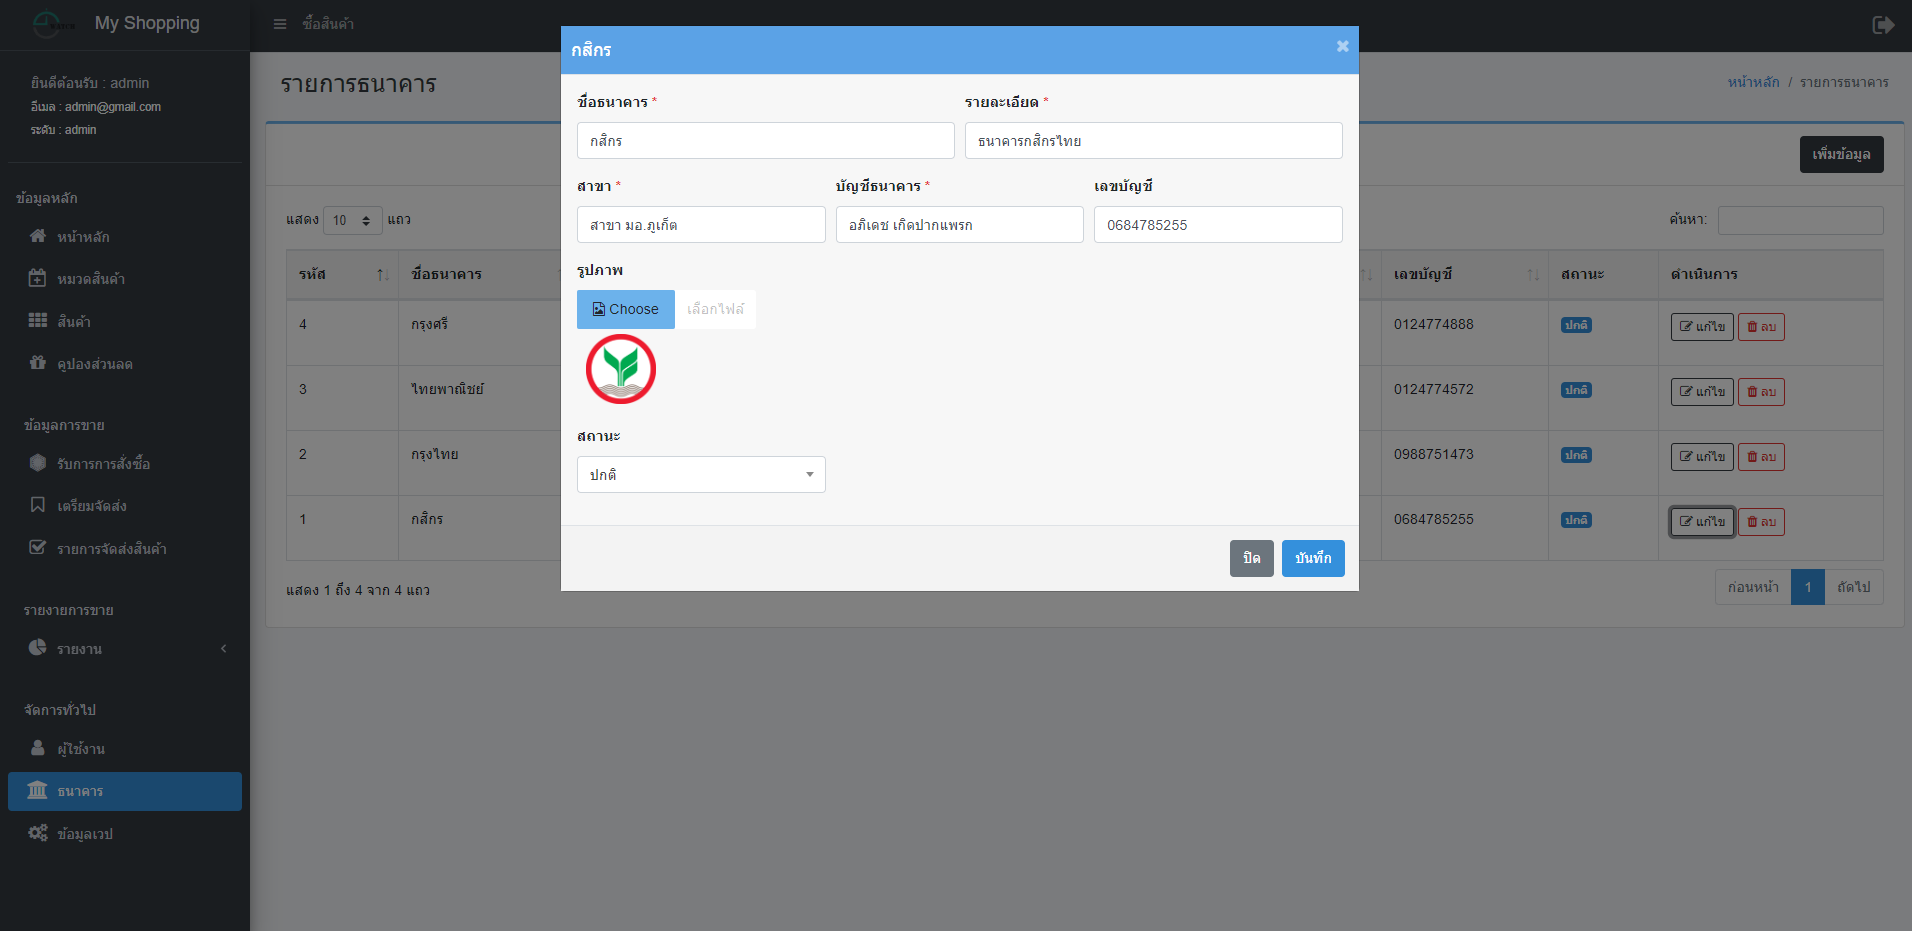 My Shopping
ซื้อสินค้า
ยินดีต้อนรับ : admin
อีเมล : admin@gmail.com
ระดับ : admin
ข้อมูลหลัก
หน้าหลัก
หมวดสินค้า
สินค้า
คูปองส่วนลด
ข้อมูลการขาย
รับการการสั่งซื้อ
เตรียมจัดส่ง
รายการจัดส่งสินค้า
รายงายการขาย
รายงาน
จัดการทั่วไป
ผู้ใช้งาน
ธนาคาร
ข้อมูลเวป
รายการธนาคาร
หน้าหลัก / รายการธนาคาร
เพิ่มข้อมูล
แสดง 10 แถว
ค้นหา:
รหัส ชื่อธนาคาร เลขบัญชี สถานะ ดำเนินการ
4 กรุงศรี 0124774888 ปกติ แก้ไข ลบ
3 ไทยพาณิชย์ 0124774572 ปกติ แก้ไข ลบ
2 กรุงไทย 0988751473 ปกติ แก้ไข ลบ
1 กสิกร 0684785255 ปกติ แก้ไข ลบ
แสดง 1 ถึง 4 จาก 4 แถว
ก่อนหน้า 1 ถัดไป
กสิกร
ชื่อธนาคาร * รายละเอียด *
กสิกร ธนาคารกสิกรไทย
สาขา * บัญชีธนาคาร * เลขบัญชี
สาขา มอ.ภูเก็ต อภิเดช เกิดปากแพรก 0684785255
รูปภาพ
Choose เลือกไฟล์
สถานะ
ปกติ
ปิด บันทึก